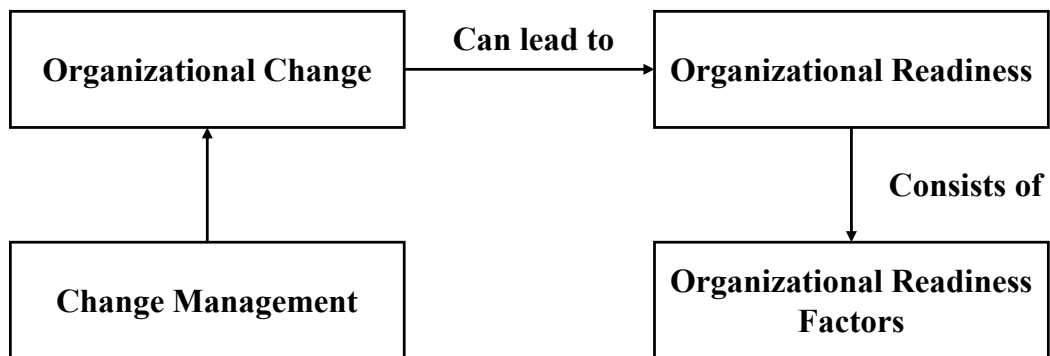 Can lead to
Organizational Change
Organizational Readiness
Consists of
Change Management
Organizational Readiness
Factors